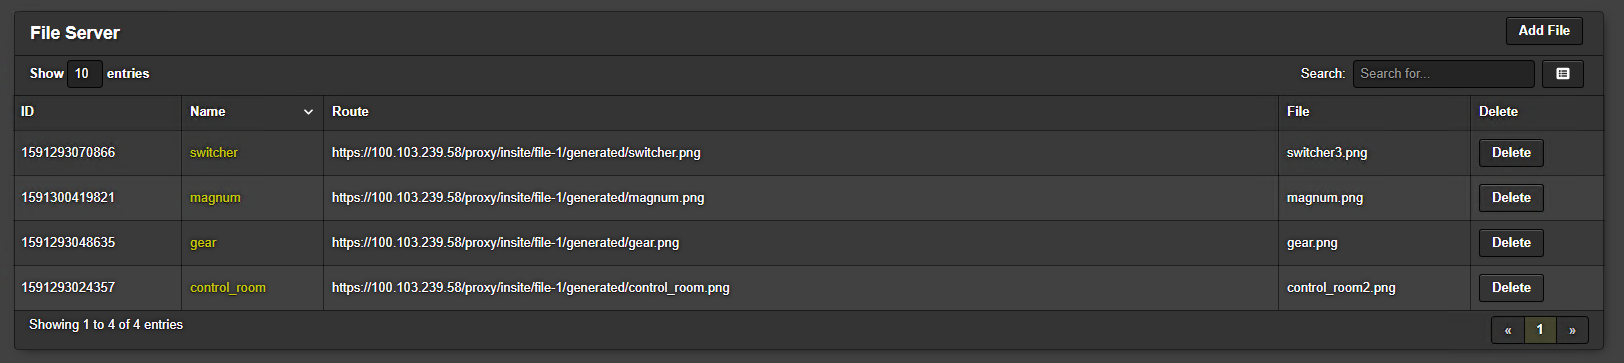 File Server
Add File
Show 10 entries
Search: Search for...
ID Name Route File Delete
1591293070866 switcher https://100.103.239.58/proxy/insite/file-1/generated/switcher.png switcher3.png Delete
1591300419821 magnum https://100.103.239.58/proxy/insite/file-1/generated/magnum.png magnum.png Delete
1591293048635 gear https://100.103.239.58/proxy/insite/file-1/generated/gear.png gear.png Delete
1591293024357 control_room https://100.103.239.58/proxy/insite/file-1/generated/control_room.png control_room2.png Delete
Showing 1 to 4 of 4 entries
« 1 »